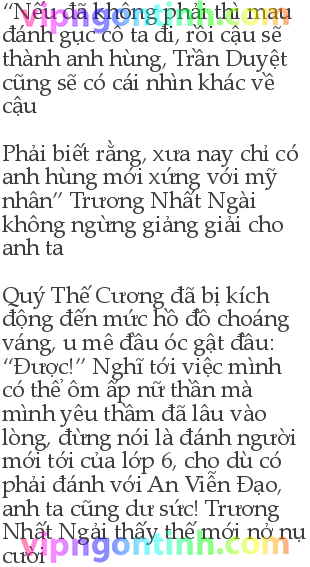 “Nếu đã không phải thì mau
đánh gục cô ta đi, rồi cậu sẽ
thành anh hùng, Trần Duyệt
cũng sẽ có cái nhìn khác về
cậu
Phải biết rằng, xưa nay chỉ có
anh hùng mới xứng với mỹ
nhân” Trương Nhất Ngài
không ngừng giảng giải cho
anh ta
Quý Thế Cương đã bị kích
động đến mức hồ đồ choáng
váng, u mê đầu óc gật đầu:
“Được!” Nghĩ tới việc mình
có thể ôm ấp nữ thần mà
mình yêu thầm đã lâu vào
lòng, đừng nói là đánh người
mới tới của lớp 6, cho dù có
phải đánh với An Viễn Đạo,
anh ta cũng dư sức! Trương
Nhất Ngải thấy thế mới nở nụ
cười
vipngontinh.com
vipngontinh.com